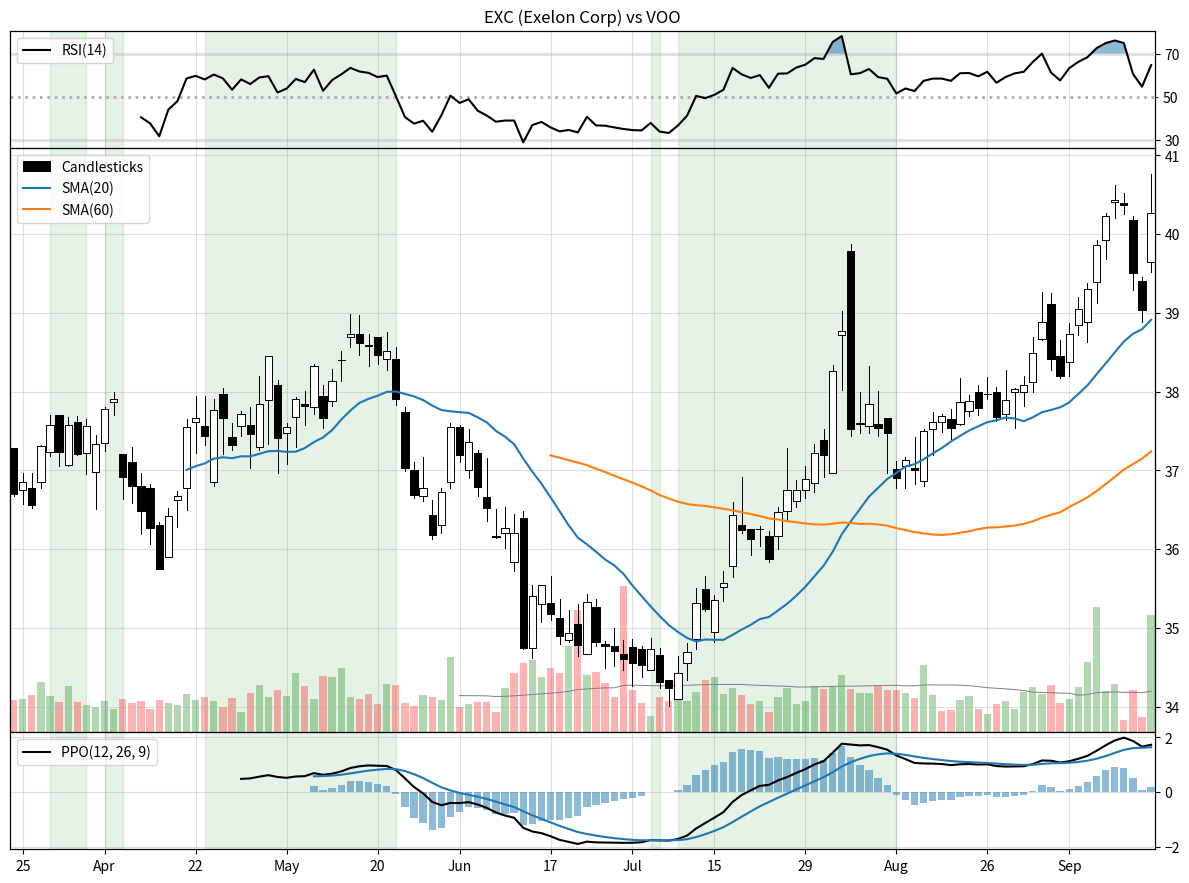 EXC (Exelon Corp) vs VOO
RSI(14)
70
50
30
Candlesticks
SMA(20)
SMA(60)
41
40
39
38
37
36
35
34
PPO(12, 26, 9)
2
0
−2
25 Apr 22 May 20 Jun 17 Jul 15 29 Aug 26 Sep